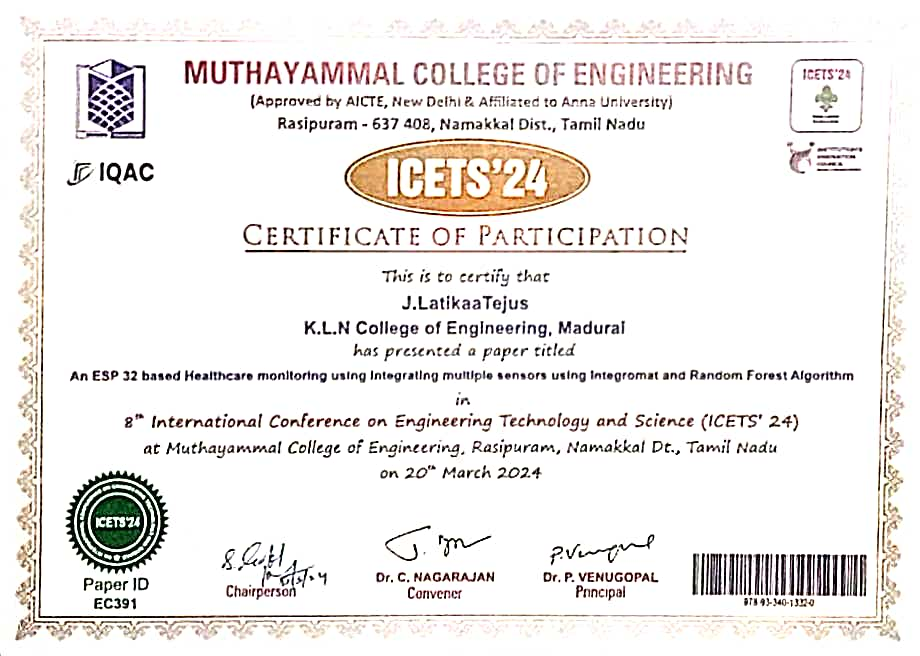 MUTHAYAMMAL COLLEGE OF ENGINEERING
(Approved by AICTE, New Delhi & Affiliated to Anna University)
Rasipuram - 637 408, Namakkal Dist., Tamil Nadu
ICETS'24
IQAC
ICETS'24
CERTIFICATE OF PARTICIPATION
This is to certify that
J.LatikaaTejus
K.L.N College of Engineering, Madurai
has presented a paper titled
An ESP 32 based Healthcare monitoring using Integrating multiple sensors using Integromat and Random Forest Algorithm
in
8th International Conference on Engineering Technology and Science (ICETS' 24)
at Muthayammal College of Engineering, Rasipuram, Namakkal Dt., Tamil Nadu
on 20th March 2024
ICETS'24
Paper ID
EC391
Chairperson
Dr. C. NAGARAJAN
Convener
Dr. P. VENUGOPAL
Principal
978-93-340-1332-0